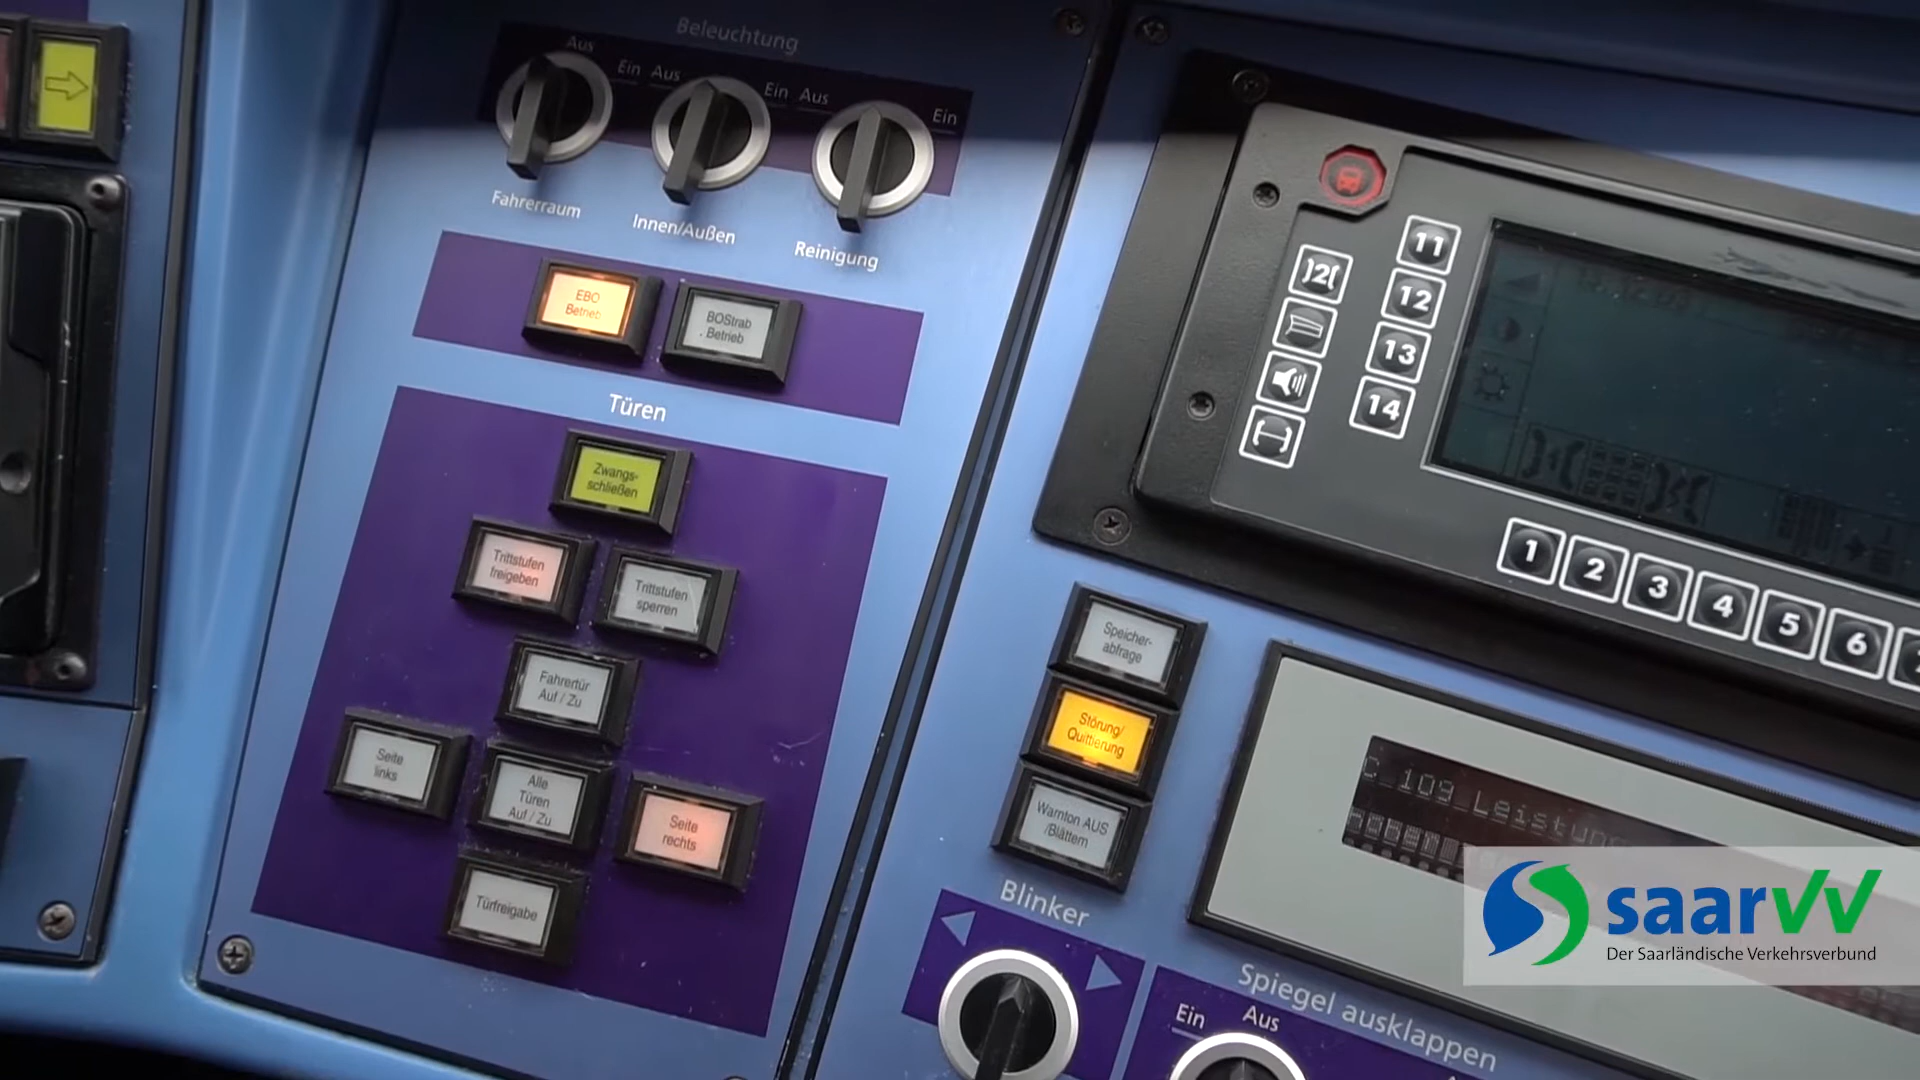 Beleuchtung
Aus
Ein
Aus
Ein
Aus
Ein
Fahrerraum
Innen/Außen
Reinigung
EBO
Betrieb
BOStrab
Betrieb
Türen
Zwangs-
schließen
Trittstufen
freigeben
Trittstufen
sperren
Fahrertür
Auf / Zu
Seite
links
Alle
Türen
Auf / Zu
Seite
rechts
Türfreigabe
11
12
13
14
2
1 2 3 4 5 6
Speicher-
abfrage
Störung/
Quittierung
Warnton AUS
/Blättern
C 109 Leistung
Blinker
Spiegel ausklappen
Ein
Aus
saarVV
Der Saarländische Verkehrsverbund